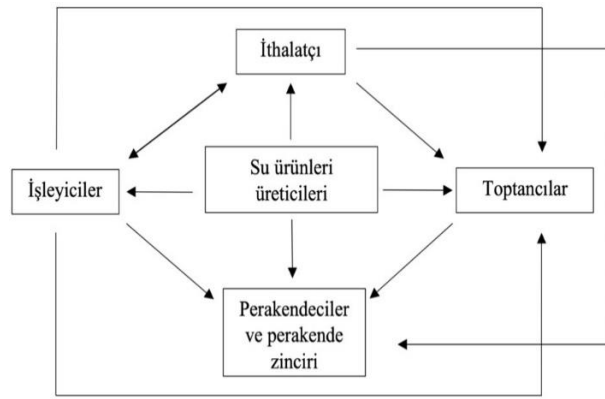 İthalatçı
Su ürünleri
üreticileri
İşleyiciler
Toptancılar
Perakendeciler
ve perakende
zinciri